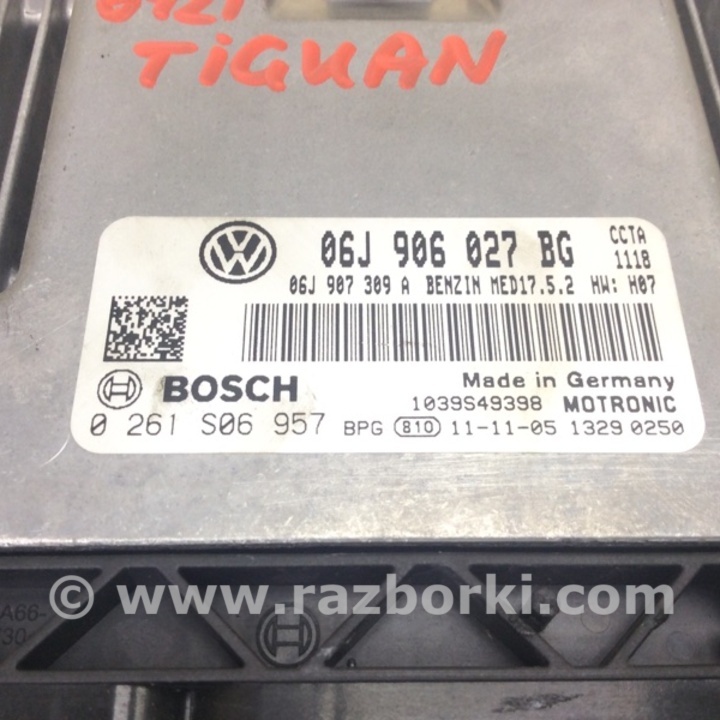 TIGUAN
06J 906 027 BG CCTA
06J 907 309 A BENZIN MED17.5.2 HW: H07 1118
BOSCH Made in Germany
1039S49398 MOTRONIC
0 261 S06 957 BPG 810 11-11-05 1329 0250
© www.razborki.com